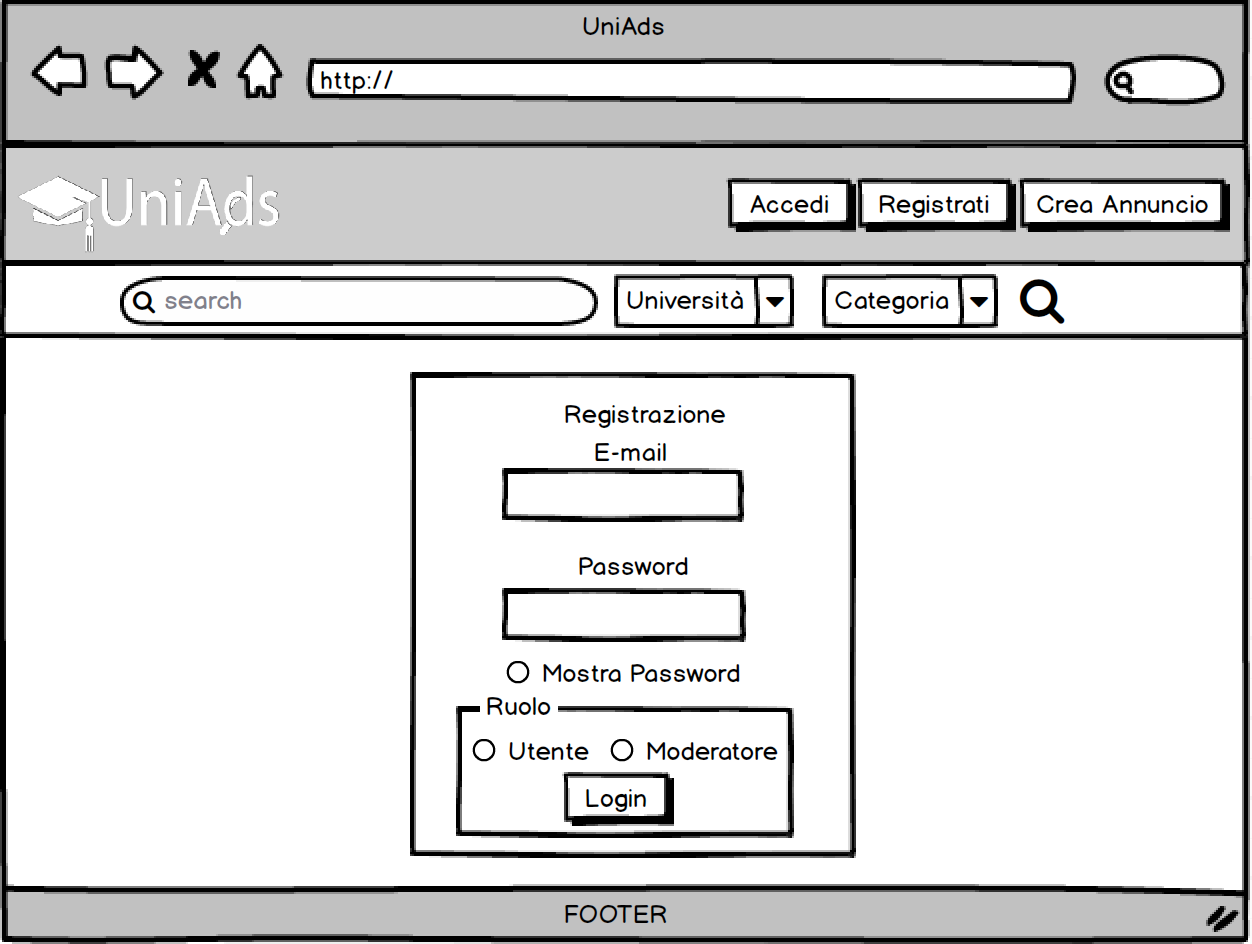 UniAds
http://
UniAds
Accedi Registrati Crea Annuncio
search Università Categoria
Registrazione
E-mail
Password
Mostra Password
Ruolo
Utente Moderatore
Login
FOOTER